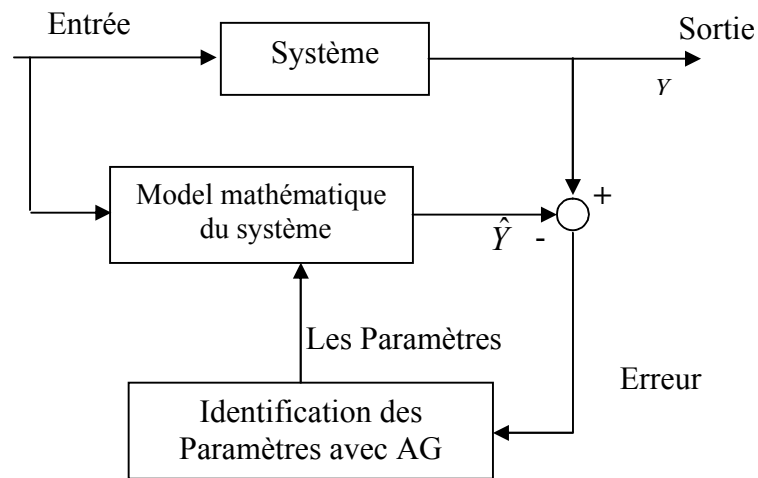 Entrée
Système
Sortie
Y
Model mathématique
du système
+
Ŷ
-
Les Paramètres
Erreur
Identification des
Paramètres avec AG